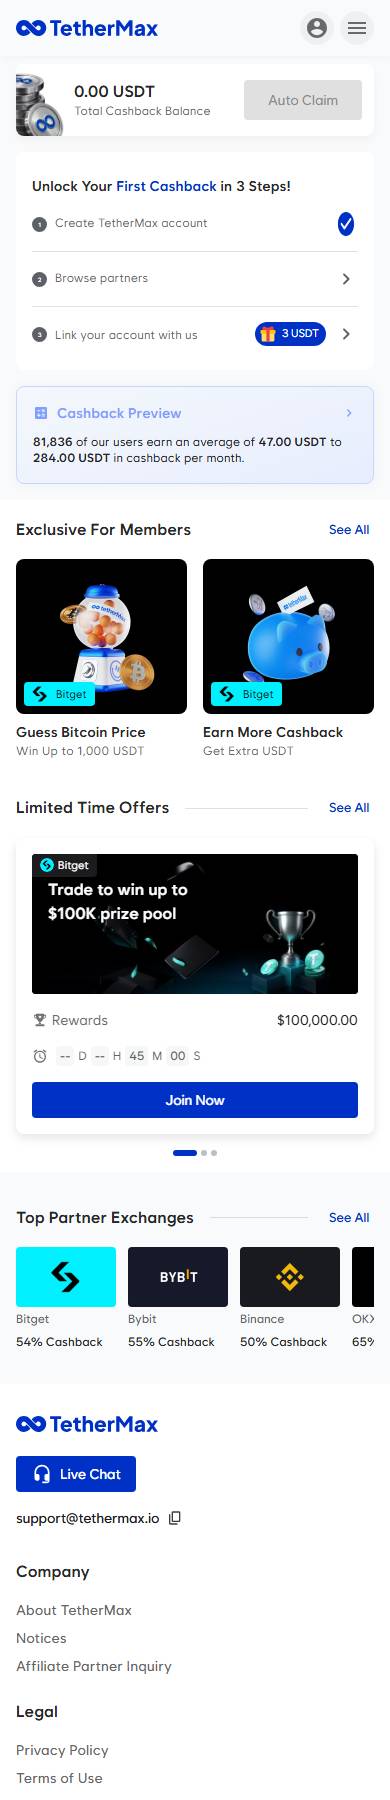 TetherMax
0.00 USDT
Total Cashback Balance
Auto Claim
Unlock Your First Cashback in 3 Steps!
1 Create TetherMax account
2 Browse partners
3 Link your account with us
3 USDT
Cashback Preview
81,836 of our users earn an average of 47.00 USDT to
284.00 USDT in cashback per month.
Exclusive For Members
See All
tetherMax
Bitget
Guess Bitcoin Price
Win Up to 1,000 USDT
tetherMax
Bitget
Earn More Cashback
Get Extra USDT
Limited Time Offers
See All
Bitget
Trade to win up to
$100K prize pool
Rewards
$100,000.00
-- D -- H 45 M 00 S
Join Now
Top Partner Exchanges
See All
BYBIT
Bitget
Bybit
Binance
OKX
54% Cashback
55% Cashback
50% Cashback
65%
TetherMax
Live Chat
support@tethermax.io
Company
About TetherMax
Notices
Affiliate Partner Inquiry
Legal
Privacy Policy
Terms of Use